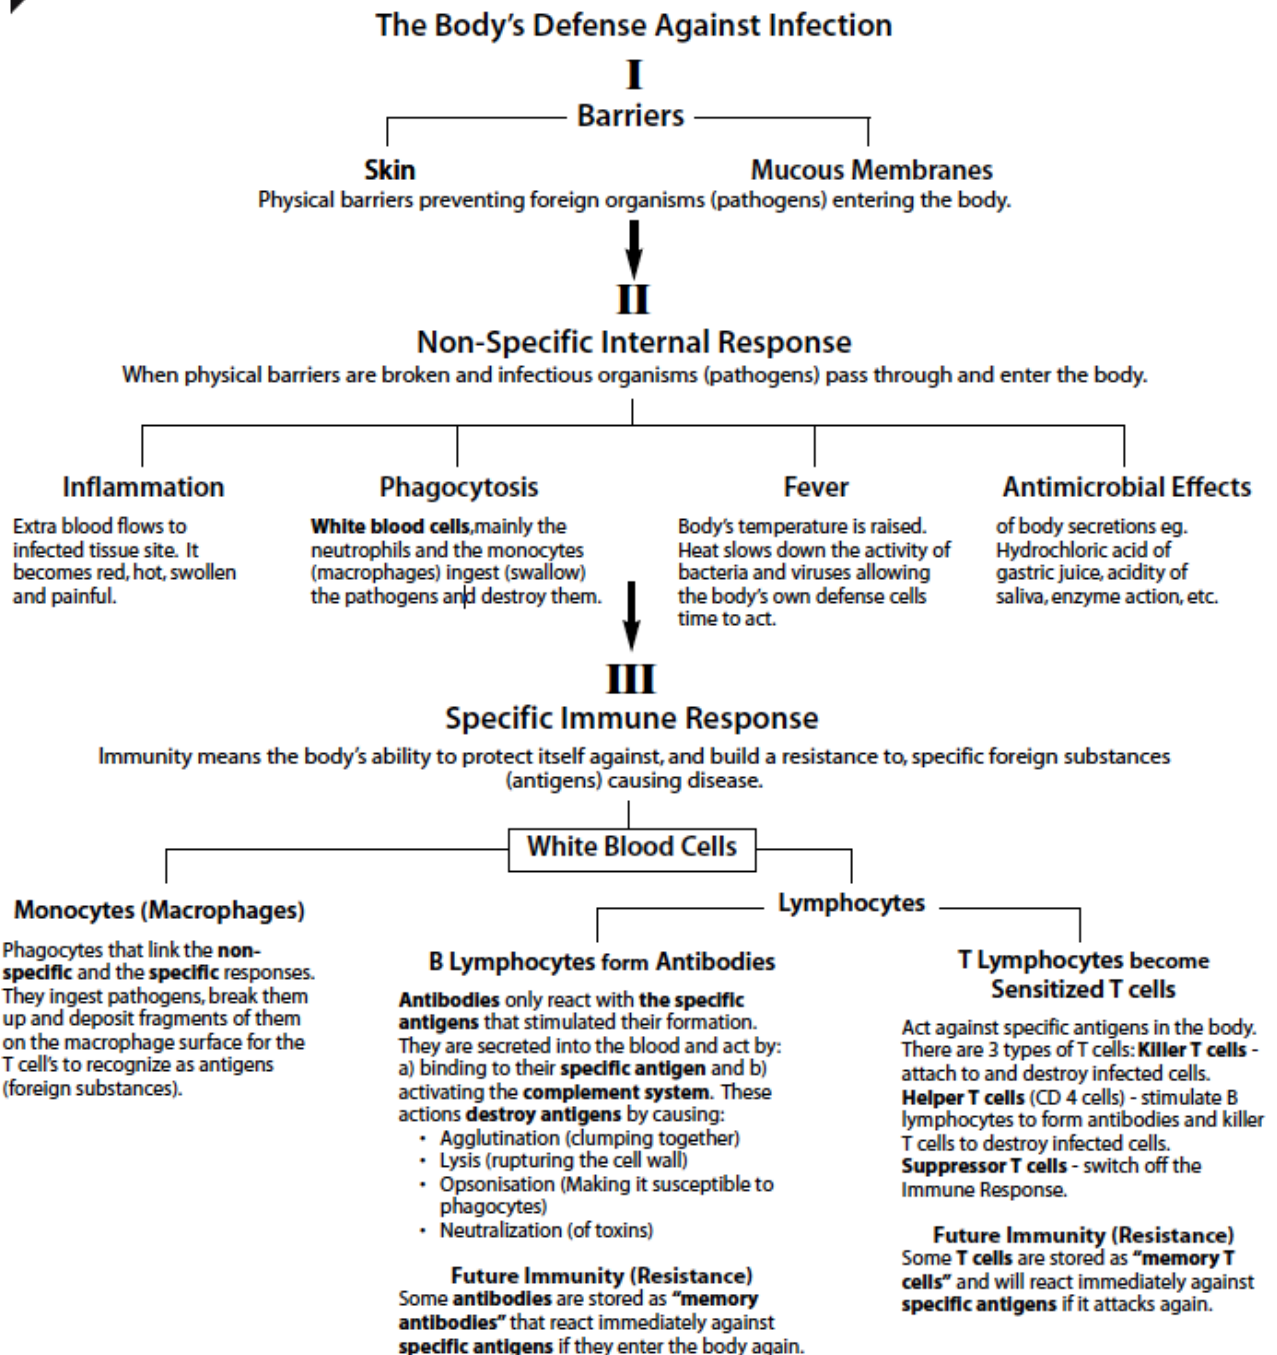 The Body's Defense Against Infection
I
Barriers
Skin
Mucous Membranes
Physical barriers preventing foreign organisms (pathogens) entering the body.
II
Non-Specific Internal Response
When physical barriers are broken and infectious organisms (pathogens) pass through and enter the body.
Inflammation
Extra blood flows to
infected tissue site. It
becomes red, hot, swollen
and painful.
Phagocytosis
White blood cells,mainly the
neutrophils and the monocytes
(macrophages) ingest (swallow)
the pathogens and destroy them.
Fever
Body's temperature is raised.
Heat slows down the activity of
bacteria and viruses allowing
the body's own defense cells
time to act.
Antimicrobial Effects
of body secretions eg.
Hydrochloric acid of
gastric juice, acidity of
saliva, enzyme action, etc.
III
Specific Immune Response
Immunity means the body's ability to protect itself against, and build a resistance to, specific foreign substances
(antigens) causing disease.
White Blood Cells
Monocytes (Macrophages)
Phagocytes that link the non-
specific and the specific responses.
They ingest pathogens, break them
up and deposit fragments of them
on the macrophage surface for the
T cell's to recognize as antigens
(foreign substances).
Lymphocytes
B Lymphocytes form Antibodies
Antibodies only react with the specific
antigens that stimulated their formation.
They are secreted into the blood and act by:
a) binding to their specific antigen and b)
activating the complement system. These
actions destroy antigens by causing:
• Agglutination (clumping together)
• Lysis (rupturing the cell wall)
• Opsonisation (Making it susceptible to
phagocytes)
• Neutralization (of toxins)
Future Immunity (Resistance)
Some antibodies are stored as "memory
antibodies" that react immediately against
specific antigens if they enter the body again.
T Lymphocytes become
Sensitized T cells
Act against specific antigens in the body.
There are 3 types of T cells: Killer T cells -
attach to and destroy infected cells.
Helper T cells (CD 4 cells) - stimulate B
lymphocytes to form antibodies and killer
T cells to destroy infected cells.
Suppressor T cells - switch off the
Immune Response.
Future Immunity (Resistance)
Some T cells are stored as "memory T
cells" and will react immediately against
specific antigens if it attacks again.